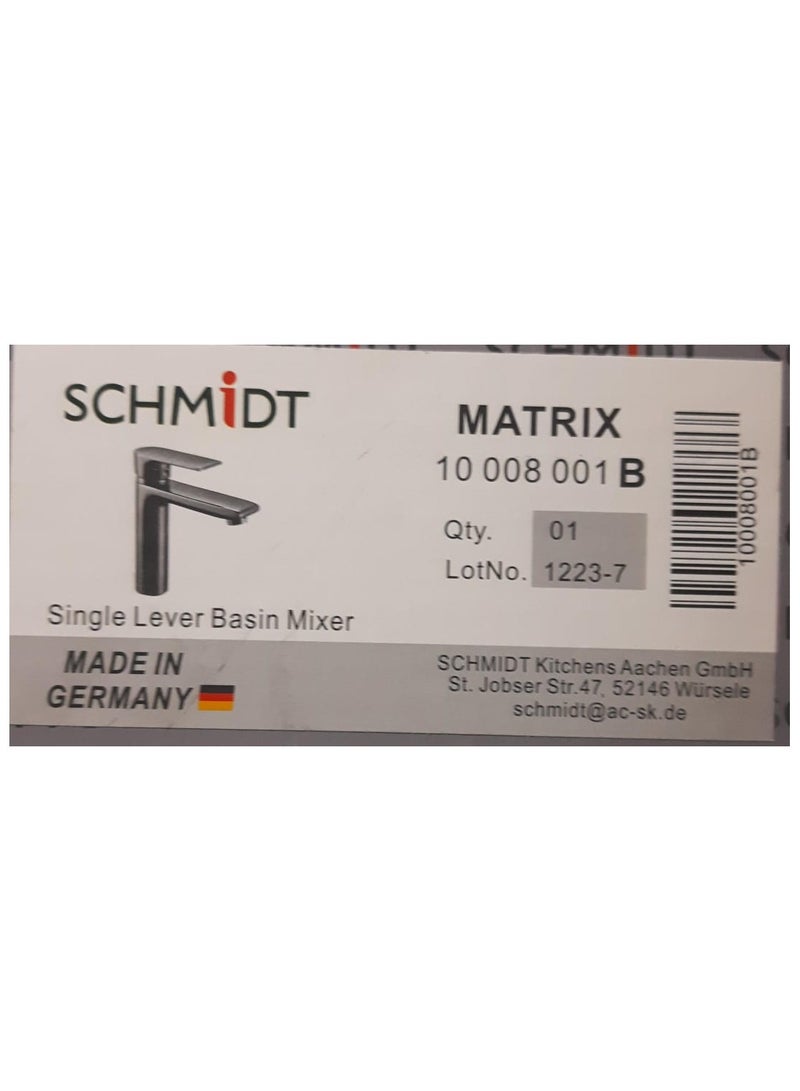 SCHMiDT
MATRIX
10 008 001 B
Qty. 01
LotNo. 1223-7
10008001B
Single Lever Basin Mixer
MADE IN
GERMANY
SCHMIDT Kitchens Aachen GmbH
St. Jobser Str.47, 52146 Würsele
schmidt@ac-sk.de